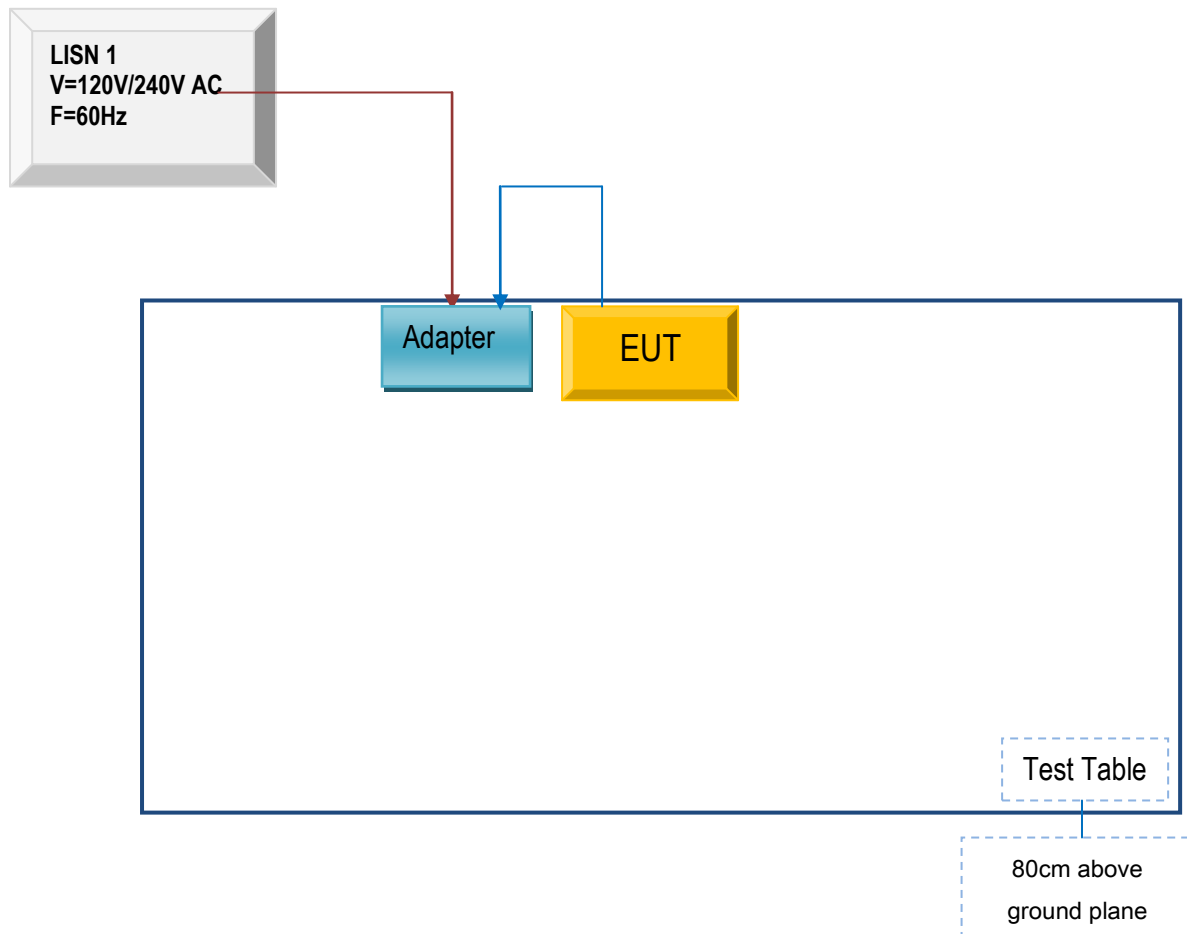 LISN 1
V=120V/240V AC
F=60Hz
Adapter
EUT
Test Table
80cm above
ground plane